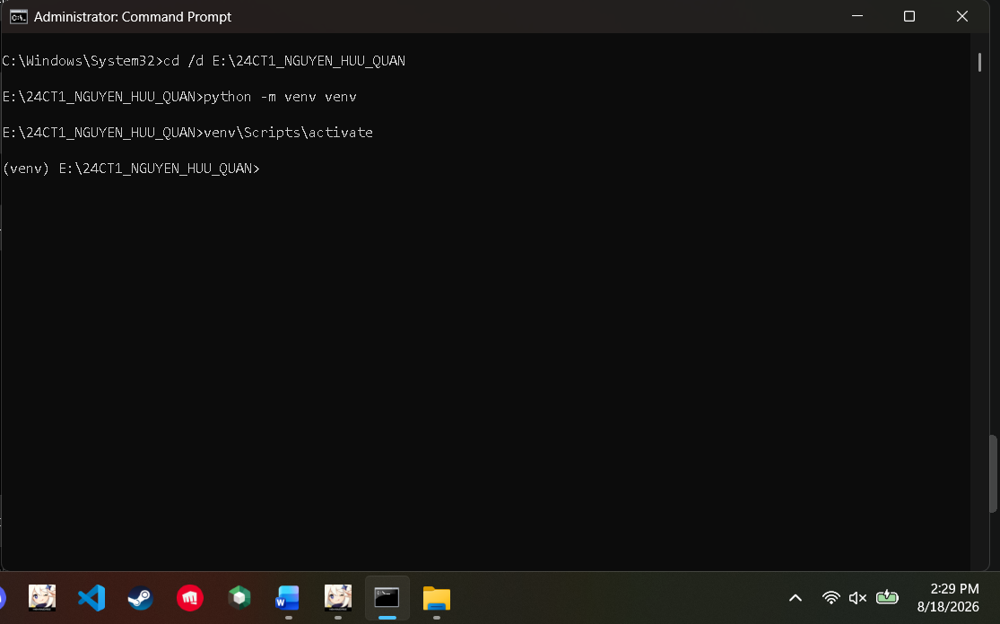 Administrator: Command Prompt
C:\Windows\System32>cd /d E:\24CT1_NGUYEN_HUU_QUAN
E:\24CT1_NGUYEN_HUU_QUAN>python -m venv venv
E:\24CT1_NGUYEN_HUU_QUAN>venv\Scripts\activate
(venv) E:\24CT1_NGUYEN_HUU_QUAN>
2:29 PM
8/18/2026